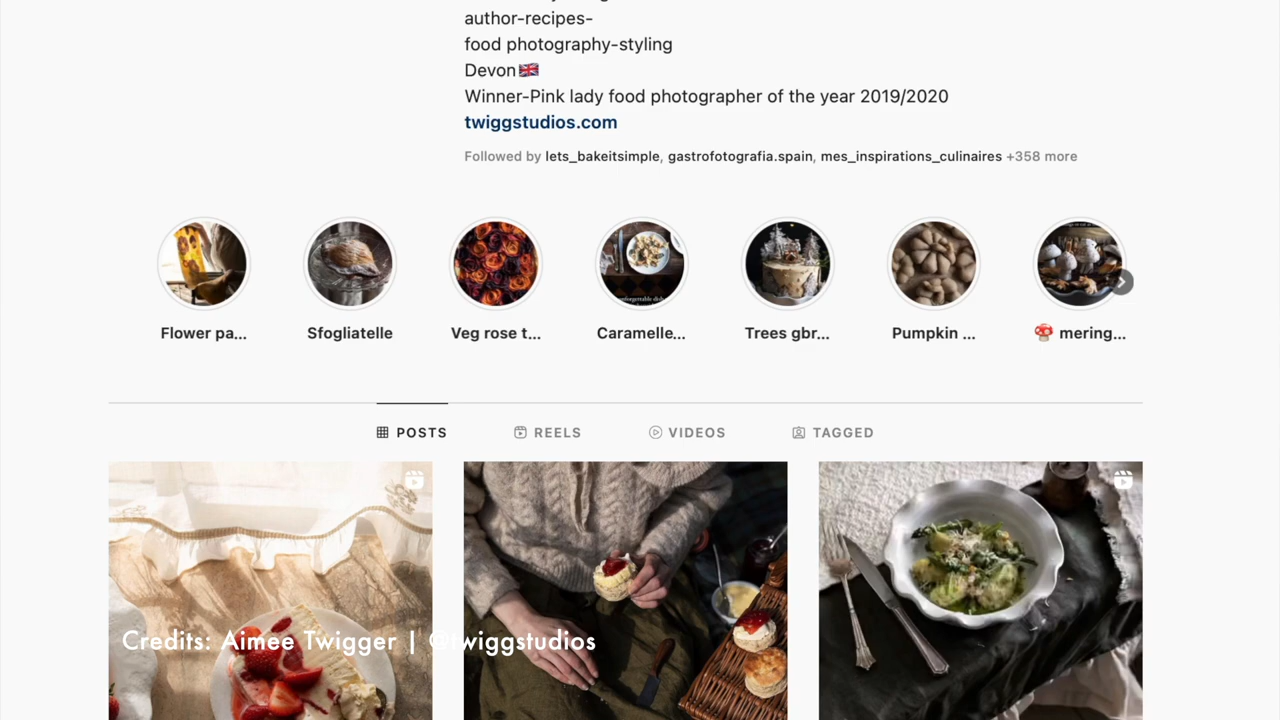 author-recipes-
food photography-styling
Devon🇬🇧
Winner-Pink lady food photographer of the year 2019/2020
twiggstudios.com
Followed by lets_bakeitsimple, gastrofotografia.spain, mes_inspirations_culinaires +358 more
Flower pa... Sfogliatelle Veg rose t... Caramelle... Trees gbr... Pumpkin ... 🍄 mering...
POSTS REELS VIDEOS TAGGED
Credits: Aimee Twigger | @twiggstudios